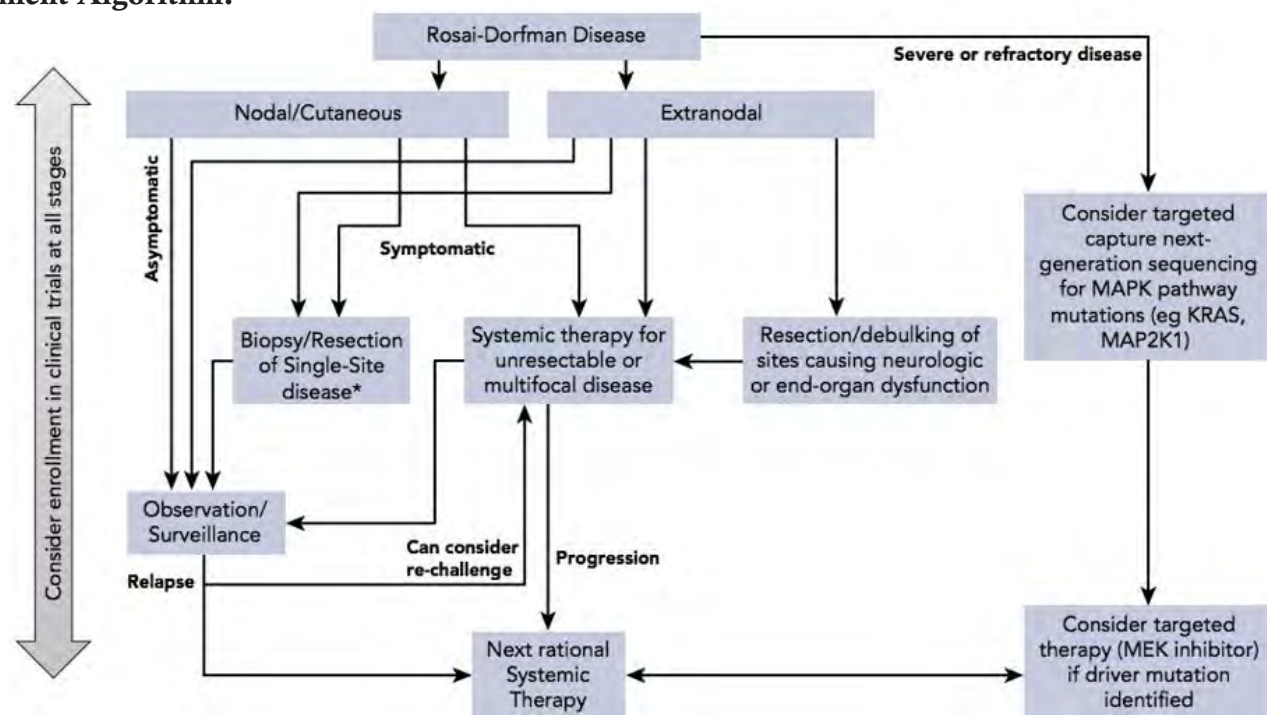 ment Algorithm:
Rosai-Dorfman Disease
Severe or refractory disease
Nodal/Cutaneous
Extranodal
Consider enrollment in clinical trials at all stages
Asymptomatic
Symptomatic
Consider targeted
capture next-
generation sequencing
for MAPK pathway
mutations (eg KRAS,
MAP2K1)
Biopsy/Resection
of Single-Site
disease*
Systemic therapy for
unresectable or
multifocal disease
Resection/debulking of
sites causing neurologic
or end-organ dysfunction
Observation/
Surveillance
Can consider
re-challenge
Progression
Relapse
Next rational
Systemic
Therapy
Consider targeted
therapy (MEK inhibitor)
if driver mutation
identified